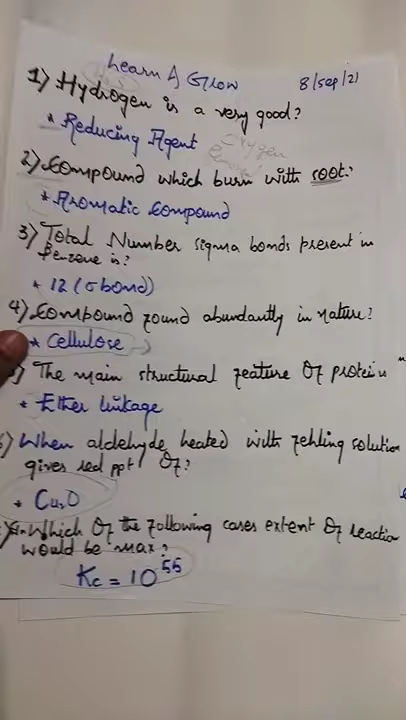 Learn A Grow
8/Sep/21
1) Hydrogen is a very good?
* Reducing Agent
2) Compound which burn with soot?
* Aromatic Compound
3) Total Number sigma bonds present in
Benzene is?
* 12 (σ bond)
4) Compound found abundantly in nature?
* Cellulose
) The main structural feature Of protein
* Ether linkage
) When aldehyde heated with fehling solution
gives red ppt Of?
* Cu2O
Which Of the following cases extent Of reaction
would be max?
Kc = 10^55